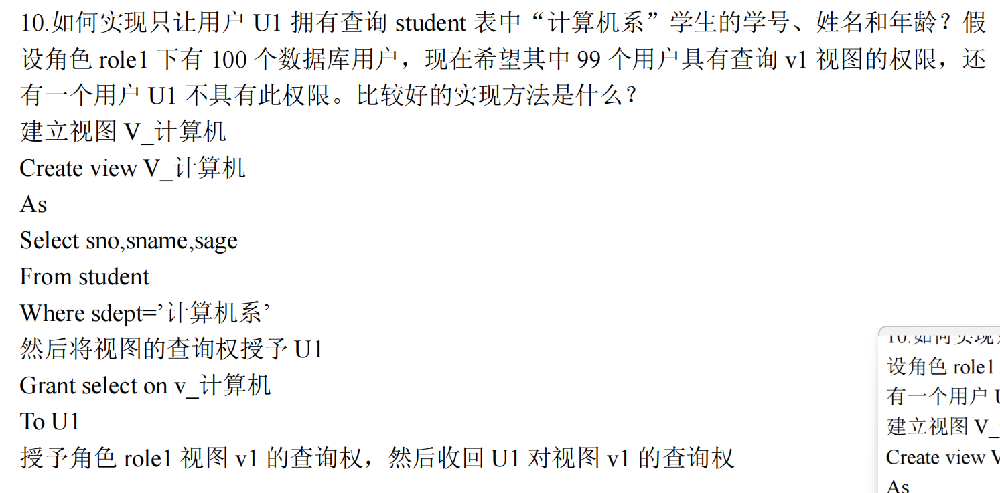 10.如何实现只让用户 U1 拥有查询 student 表中“计算机系”学生的学号、姓名和年龄？假
设角色 role1 下有 100 个数据库用户，现在希望其中 99 个用户具有查询 v1 视图的权限，还
有一个用户 U1 不具有此权限。比较好的实现方法是什么？
建立视图 V_计算机
Create view V_计算机
As
Select sno,sname,sage
From student
Where sdept=’计算机系’
然后将视图的查询权授予 U1
Grant select on v_计算机
To U1
授予角色 role1 视图 v1 的查询权，然后收回 U1 对视图 v1 的查询权
10.如何实现
设角色 role1
有一个用户
建立视图 V_
Create view V
As